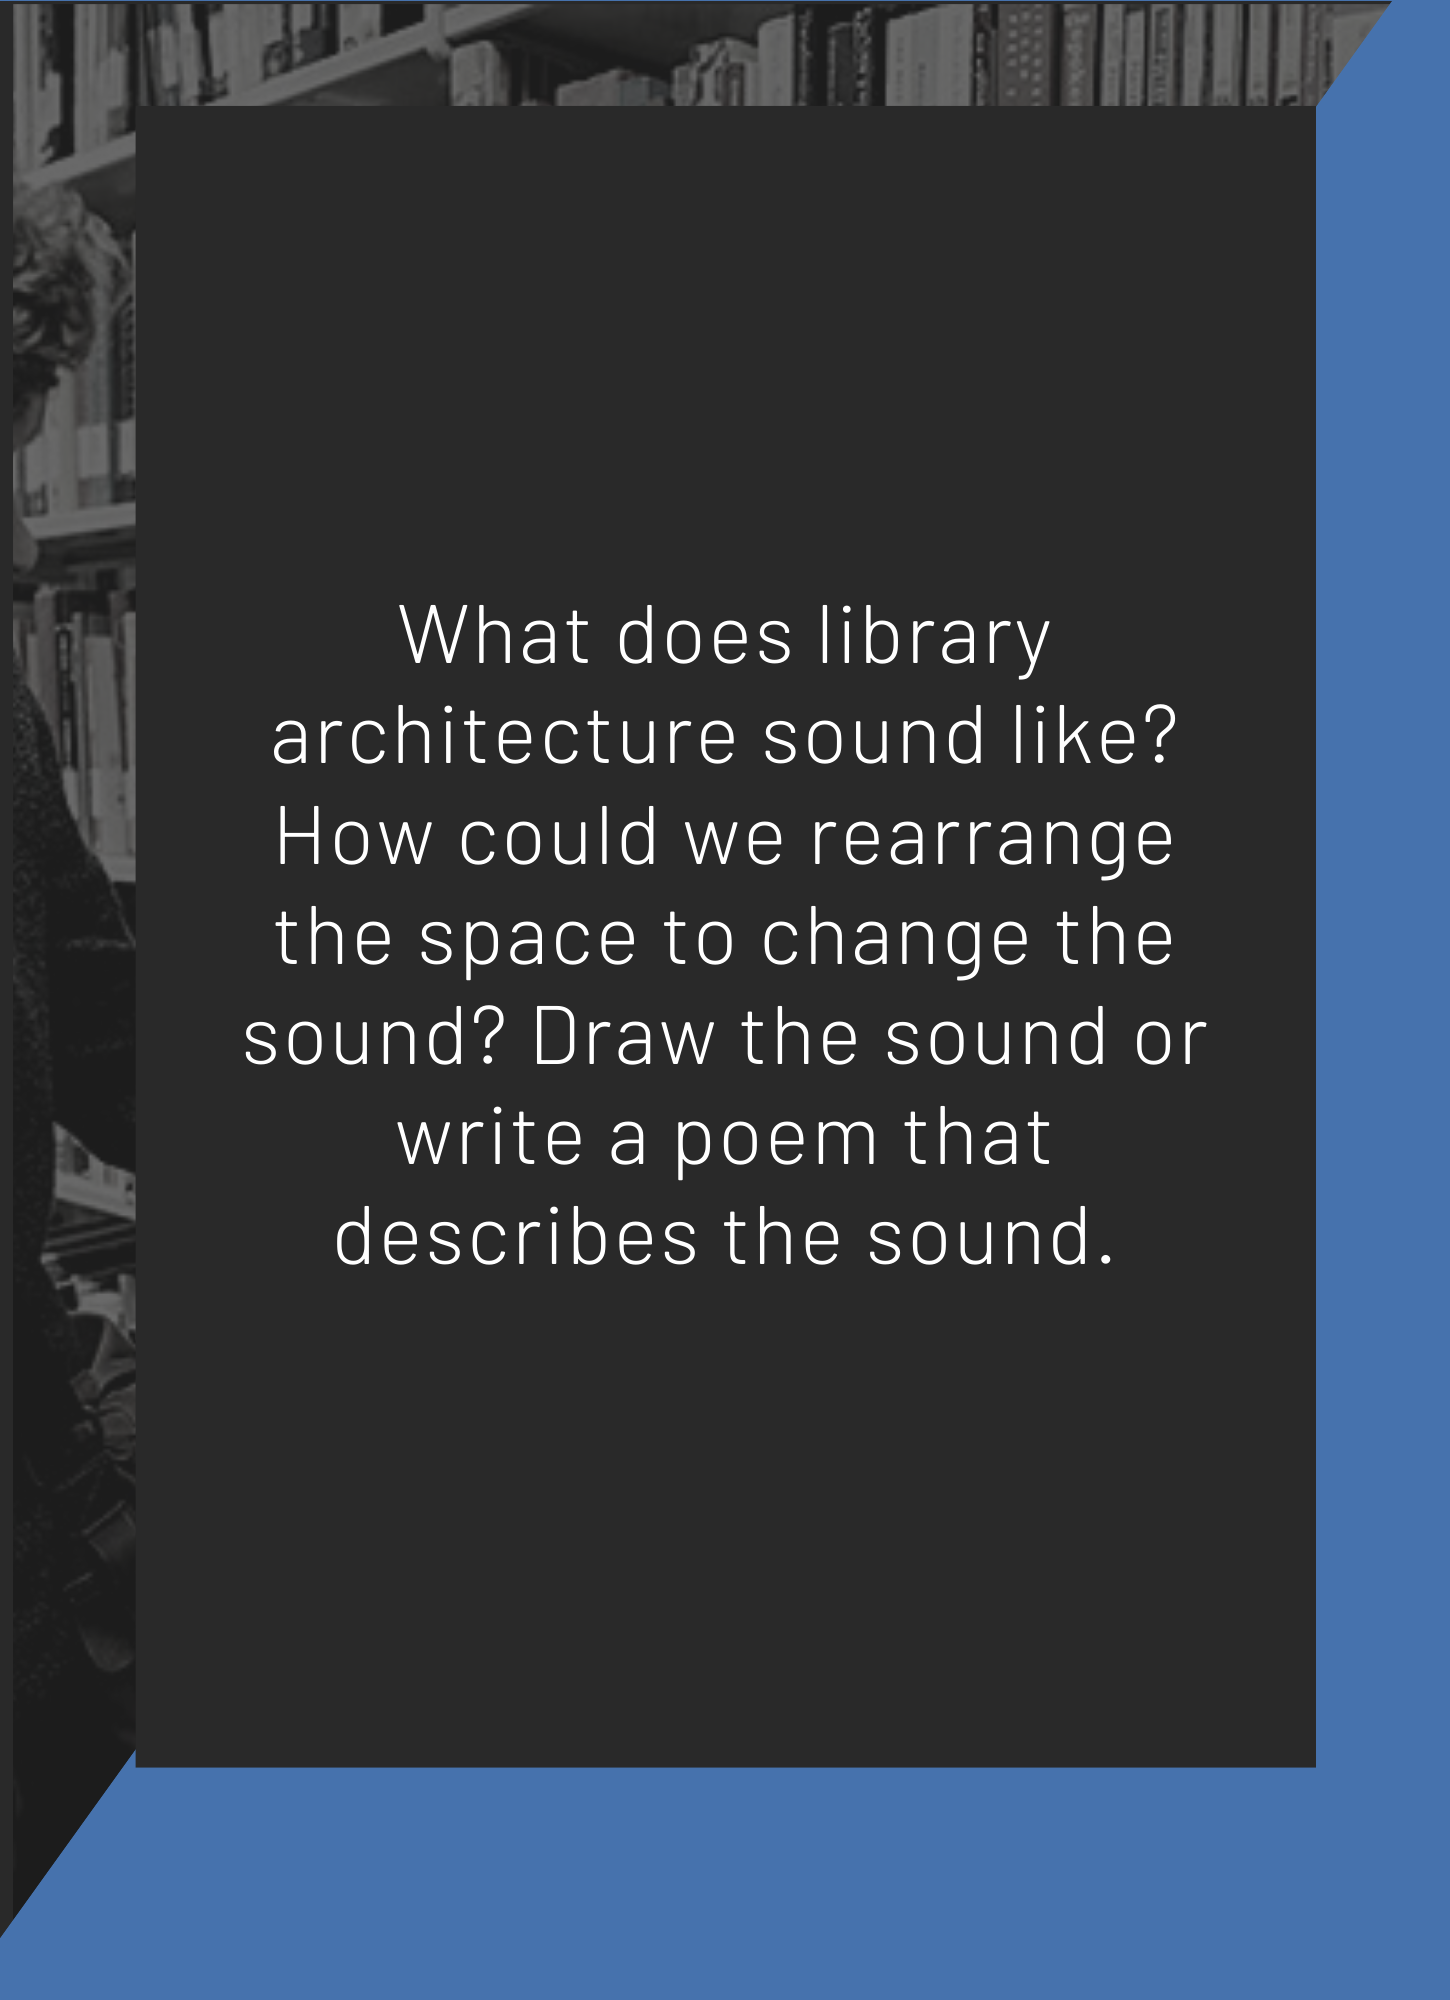 What does library
architecture sound like?
How could we rearrange
the space to change the
sound? Draw the sound or
write a poem that
describes the sound.